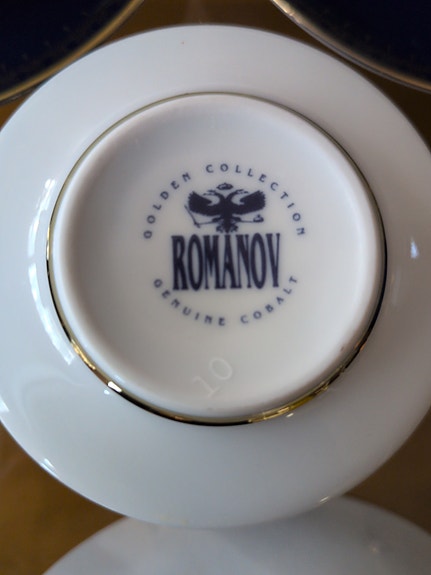 GOLDEN COLLECTION
ROMANOV
GENUINE COBALT
10